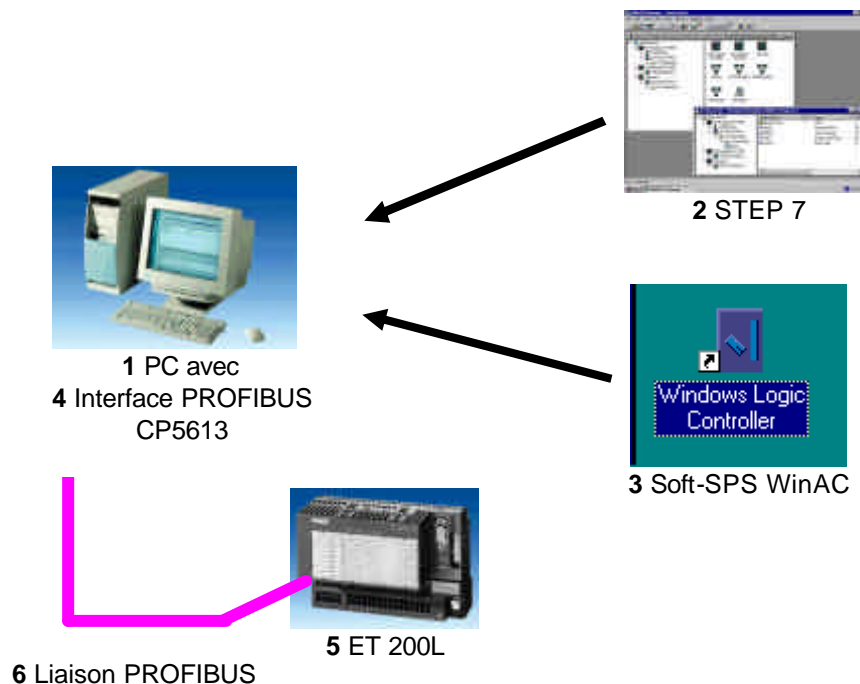 2 STEP 7
1 PC avec
4 Interface PROFIBUS
CP5613
Windows Logic
Controller
3 Soft-SPS WinAC
5 ET 200L
6 Liaison PROFIBUS